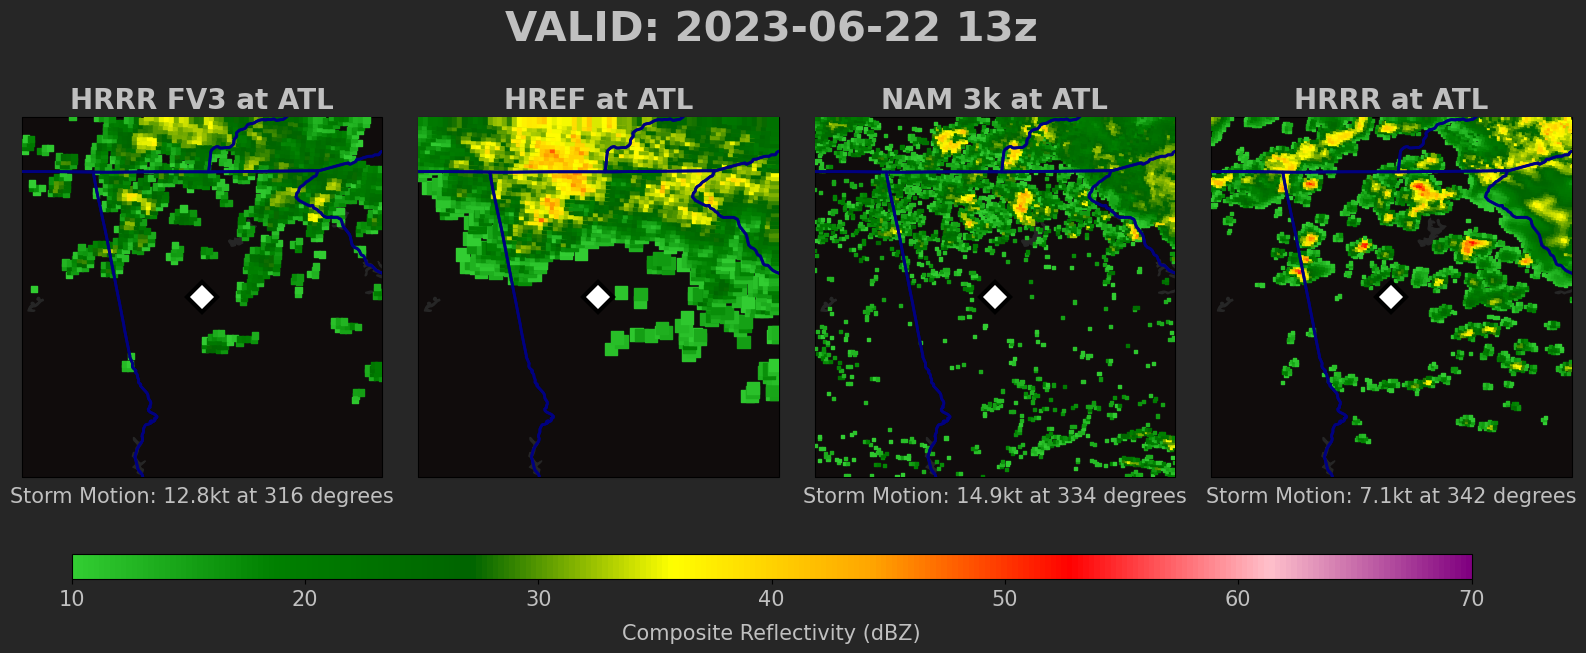 VALID: 2023-06-22 13z
HRRR FV3 at ATL
HREF at ATL
NAM 3k at ATL
HRRR at ATL
Storm Motion: 12.8kt at 316 degrees
Storm Motion: 14.9kt at 334 degrees
Storm Motion: 7.1kt at 342 degrees
10 20 30 40 50 60 70
Composite Reflectivity (dBZ)